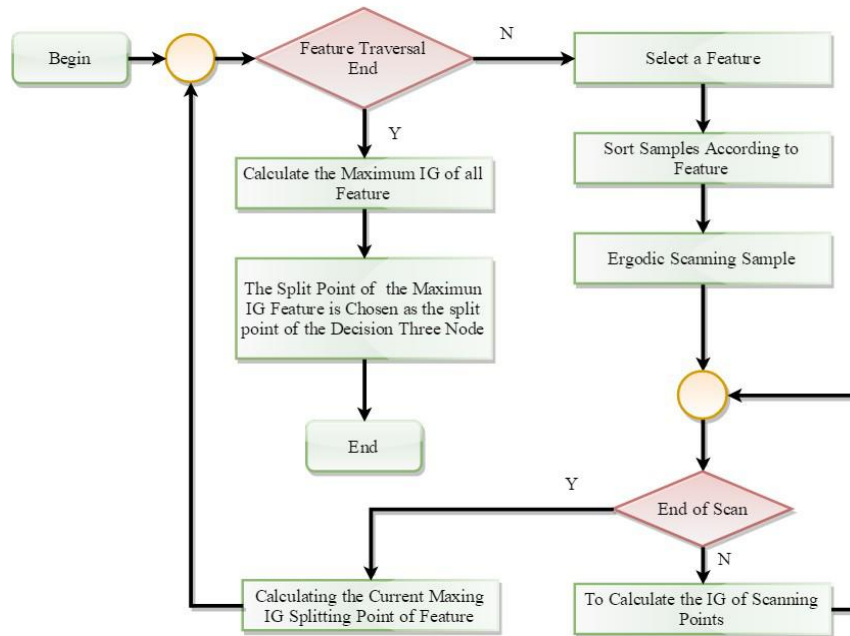 Begin
Feature Traversal
End
N
Select a Feature
Y
Sort Samples According to
Feature
Calculate the Maximum IG of all
Feature
Ergodic Scanning Sample
The Split Point of the Maximun
IG Feature is Chosen as the split
point of the Decision Three Node
End
Y
End of Scan
N
Calculating the Current Maxing
IG Splitting Point of Feature
To Calculate the IG of Scanning
Points